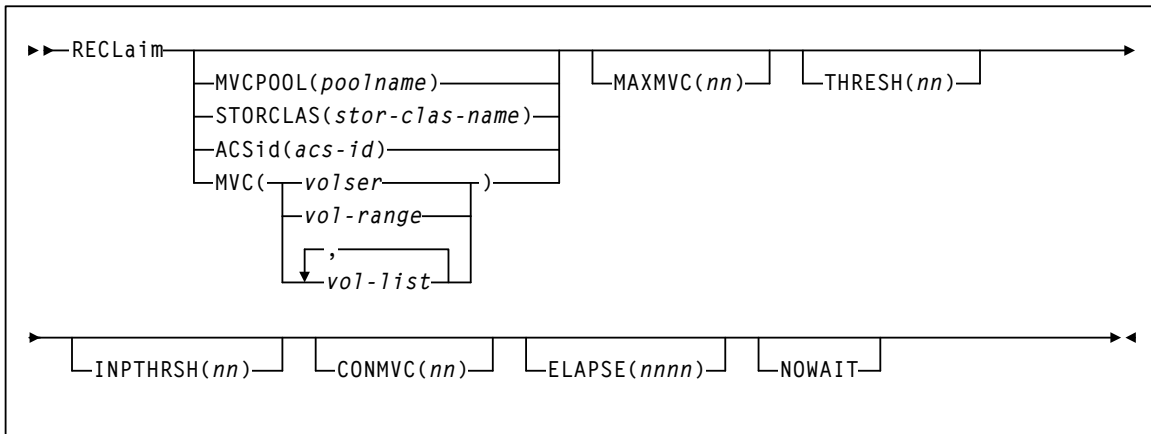 RECLaim
MVCPOOL(poolname)
MAXMVC(nn)
THRESH(nn)
STORCLAS(stor-clas-name)
ACSid(acs-id)
MVC(
volser
)
vol-range
,
vol-list
INPTHRSH(nn)
CONMVC(nn)
ELAPSE(nnnn)
NOWAIT